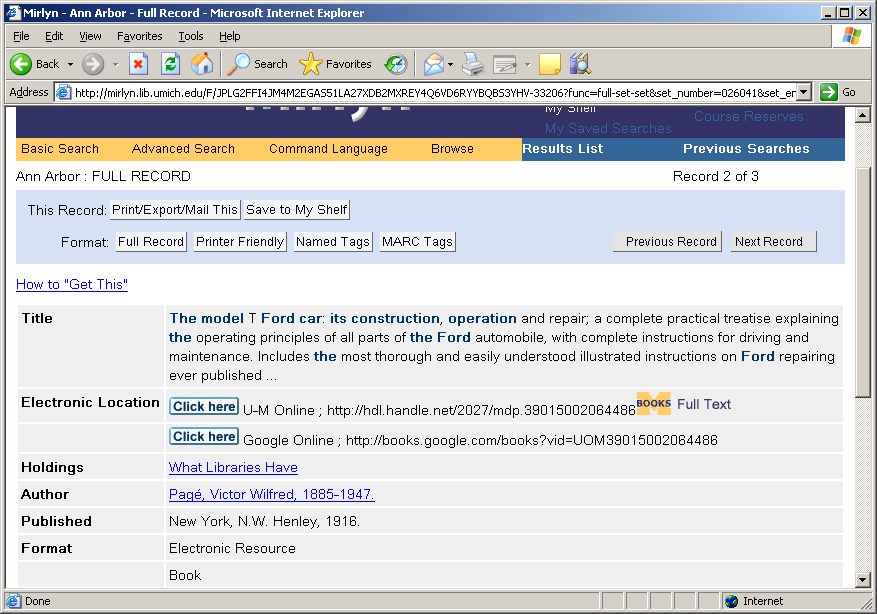 Mirlyn - Ann Arbor - Full Record - Microsoft Internet Explorer
File Edit View Favorites Tools Help
Back Search Favorites
Address http://mirlyn.lib.umich.edu/F/JPLG2FFI4JM4M2EGAS51LA27XDB2MXREY4Q6VD6RYYBQBS3YHV-33206?func=full-set-set&set_number=026041&set_er Go
My Shelf Course Reserves
My Saved Searches
Basic Search Advanced Search Command Language Browse Results List Previous Searches
Ann Arbor : FULL RECORD Record 2 of 3
This Record: Print/Export/Mail This Save to My Shelf
Format: Full Record Printer Friendly Named Tags MARC Tags Previous Record Next Record
How to "Get This"
Title The model T Ford car: its construction, operation and repair; a complete practical treatise explaining
the operating principles of all parts of the Ford automobile, with complete instructions for driving and
maintenance. Includes the most thorough and easily understood illustrated instructions on Ford repairing
ever published ...
Electronic Location Click here U-M Online ; http://hdl.handle.net/2027/mdp.39015002064486 BOOKS Full Text
Click here Google Online ; http://books.google.com/books?vid=UOM39015002064486
Holdings What Libraries Have
Author Pagé, Victor Wilfred, 1885-1947.
Published New York, N.W. Henley, 1916.
Format Electronic Resource
Book
Done Internet